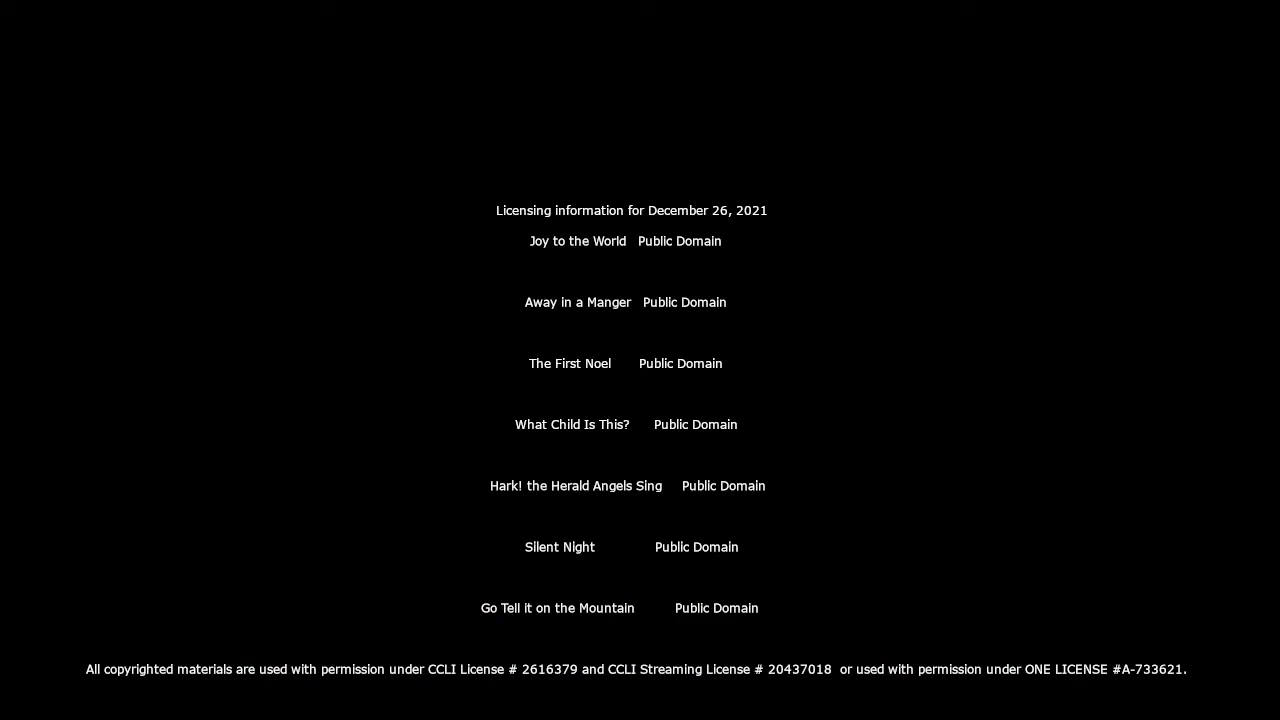 Licensing information for December 26, 2021
Joy to the World   Public Domain
Away in a Manger   Public Domain
The First Noel   Public Domain
What Child Is This?   Public Domain
Hark! the Herald Angels Sing   Public Domain
Silent Night   Public Domain
Go Tell it on the Mountain   Public Domain
All copyrighted materials are used with permission under CCLI License # 2616379 and CCLI Streaming License # 20437018  or used with permission under ONE LICENSE #A-733621.